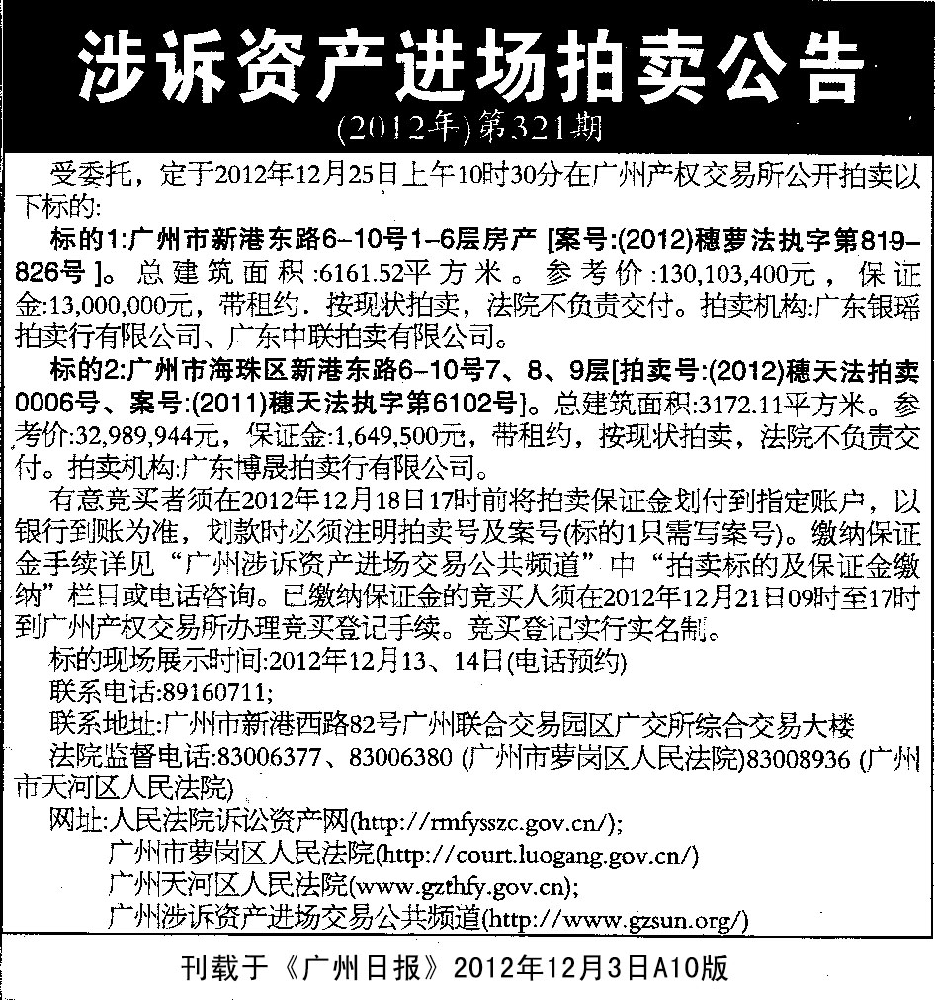 涉诉资产进场拍卖公告
(2012年)第321期
受委托，定于2012年12月25日上午10时30分在广州产权交易所公开拍卖以
下标的:
标的1:广州市新港东路6-10号1-6层房产 [案号:(2012)穗萝法执字第819-
826号]。总建筑面积:6161.52平方米。参考价:130,103,400元，保证
金:13,000,000元，带租约．按现状拍卖，法院不负责交付。拍卖机构:广东银瑶
拍卖行有限公司、广东中联拍卖有限公司。
标的2:广州市海珠区新港东路6-10号7、8、9层[拍卖号:(2012)穗天法拍卖
0006号、案号:(2011)穗天法执字第6102号]。总建筑面积:3172.11平方米。参
考价:32,989,944元，保证金:1,649,500元，带租约，按现状拍卖，法院不负责交
付。拍卖机构:广东博晟拍卖行有限公司。
有意竞买者须在2012年12月18日17时前将拍卖保证金划付到指定账户，以
银行到账为准，划款时必须注明拍卖号及案号(标的1只需写案号)。缴纳保证
金手续详见“广州涉诉资产进场交易公共频道”中“拍卖标的及保证金缴
纳”栏目或电话咨询。已缴纳保证金的竞买人须在2012年12月21日09时至17时
到广州产权交易所办理竞买登记手续。竞买登记实行实名制。
标的现场展示时间:2012年12月13、14日(电话预约)
联系电话:89160711;
联系地址:广州市新港西路82号广州联合交易园区广交所综合交易大楼
法院监督电话:83006377、83006380 (广州市萝岗区人民法院)83008936 (广州
市天河区人民法院)
网址:人民法院诉讼资产网(http://rmfysszc.gov.cn/);
广州市萝岗区人民法院(http://court.luogang.gov.cn/)
广州天河区人民法院(www.gzthfy.gov.cn);
广州涉诉资产进场交易公共频道(http://www.gzsun.org/)
刊载于《广州日报》2012年12月3日A10版